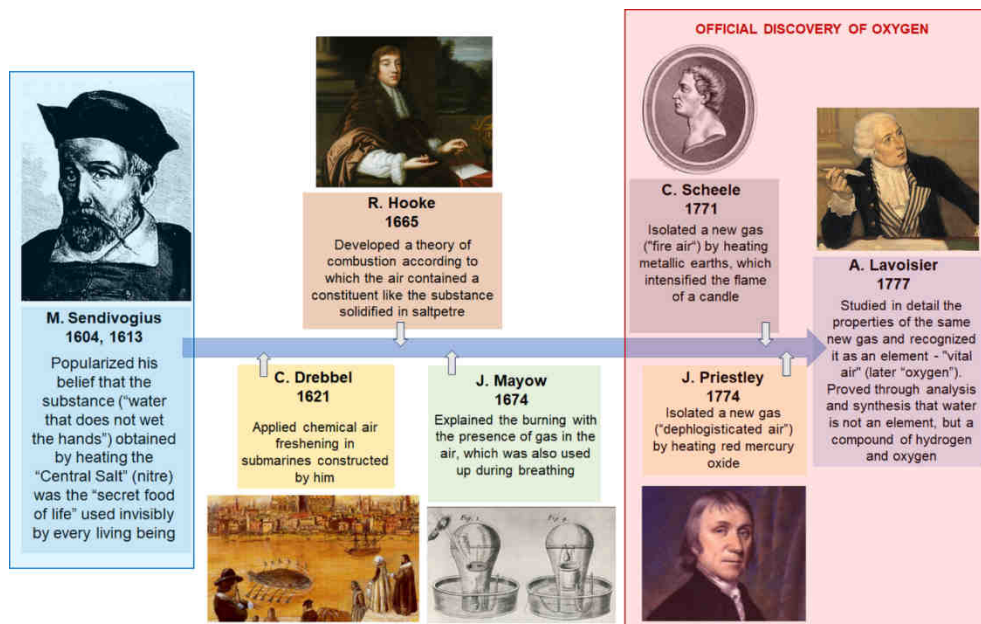 OFFICIAL DISCOVERY OF OXYGEN
M. Sendivogius
1604, 1613
Popularized his
belief that the
substance (“water
that does not wet
the hands”) obtained
by heating the
“Central Salt” (nitre)
was the “secret food
of life” used invisibly
by every living being
R. Hooke
1665
Developed a theory of
combustion according to
which the air contained a
constituent like the substance
solidified in saltpetre
C. Drebbel
1621
Applied chemical air
freshening in
submarines constructed
by him
J. Mayow
1674
Explained the burning with
the presence of gas in the
air, which was also used
up during breathing
Fig. 1.
C. Scheele
1771
Isolated a new gas
("fire air“) by heating
metallic earths, which
intensified the flame
of a candle
J. Priestley
1774
Isolated a new gas
(“dephlogisticated air”)
by heating red mercury
oxide
A. Lavoisier
1777
Studied in detail the
properties of the same
new gas and recognized
it as an element - "vital
air” (later “oxygen”).
Proved through analysis
and synthesis that water
is not an element, but a
compound of hydrogen
and oxygen